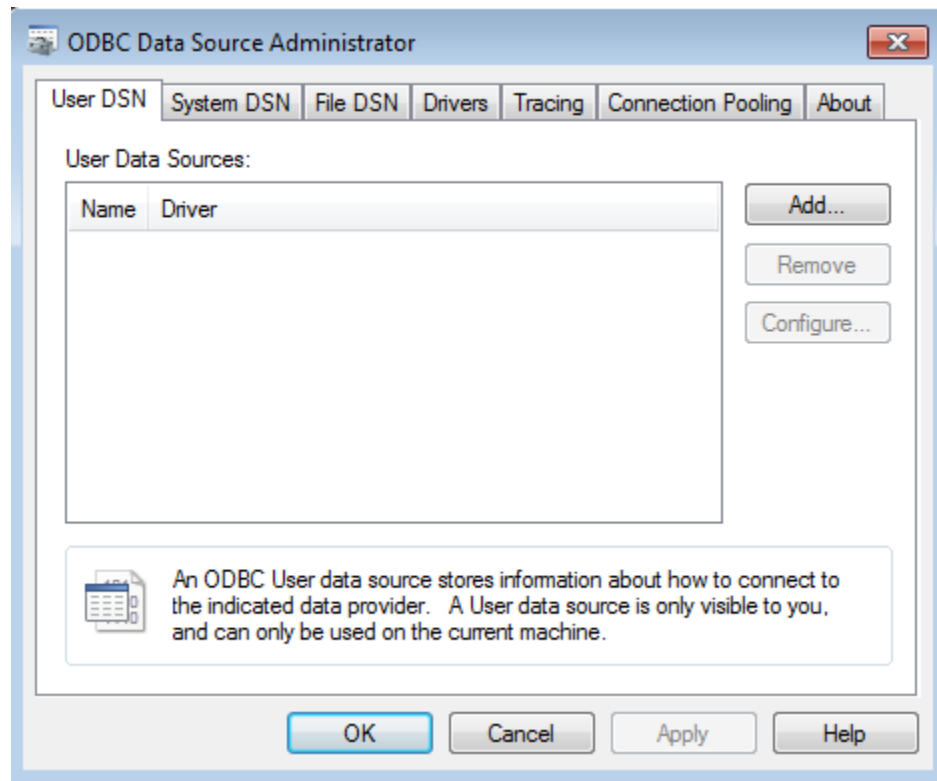 ODBC Data Source Administrator
User DSN System DSN File DSN Drivers Tracing Connection Pooling About
User Data Sources:
Name Driver
Add...
Remove
Configure...
An ODBC User data source stores information about how to connect to
the indicated data provider. A User data source is only visible to you,
and can only be used on the current machine.
OK Cancel Apply Help